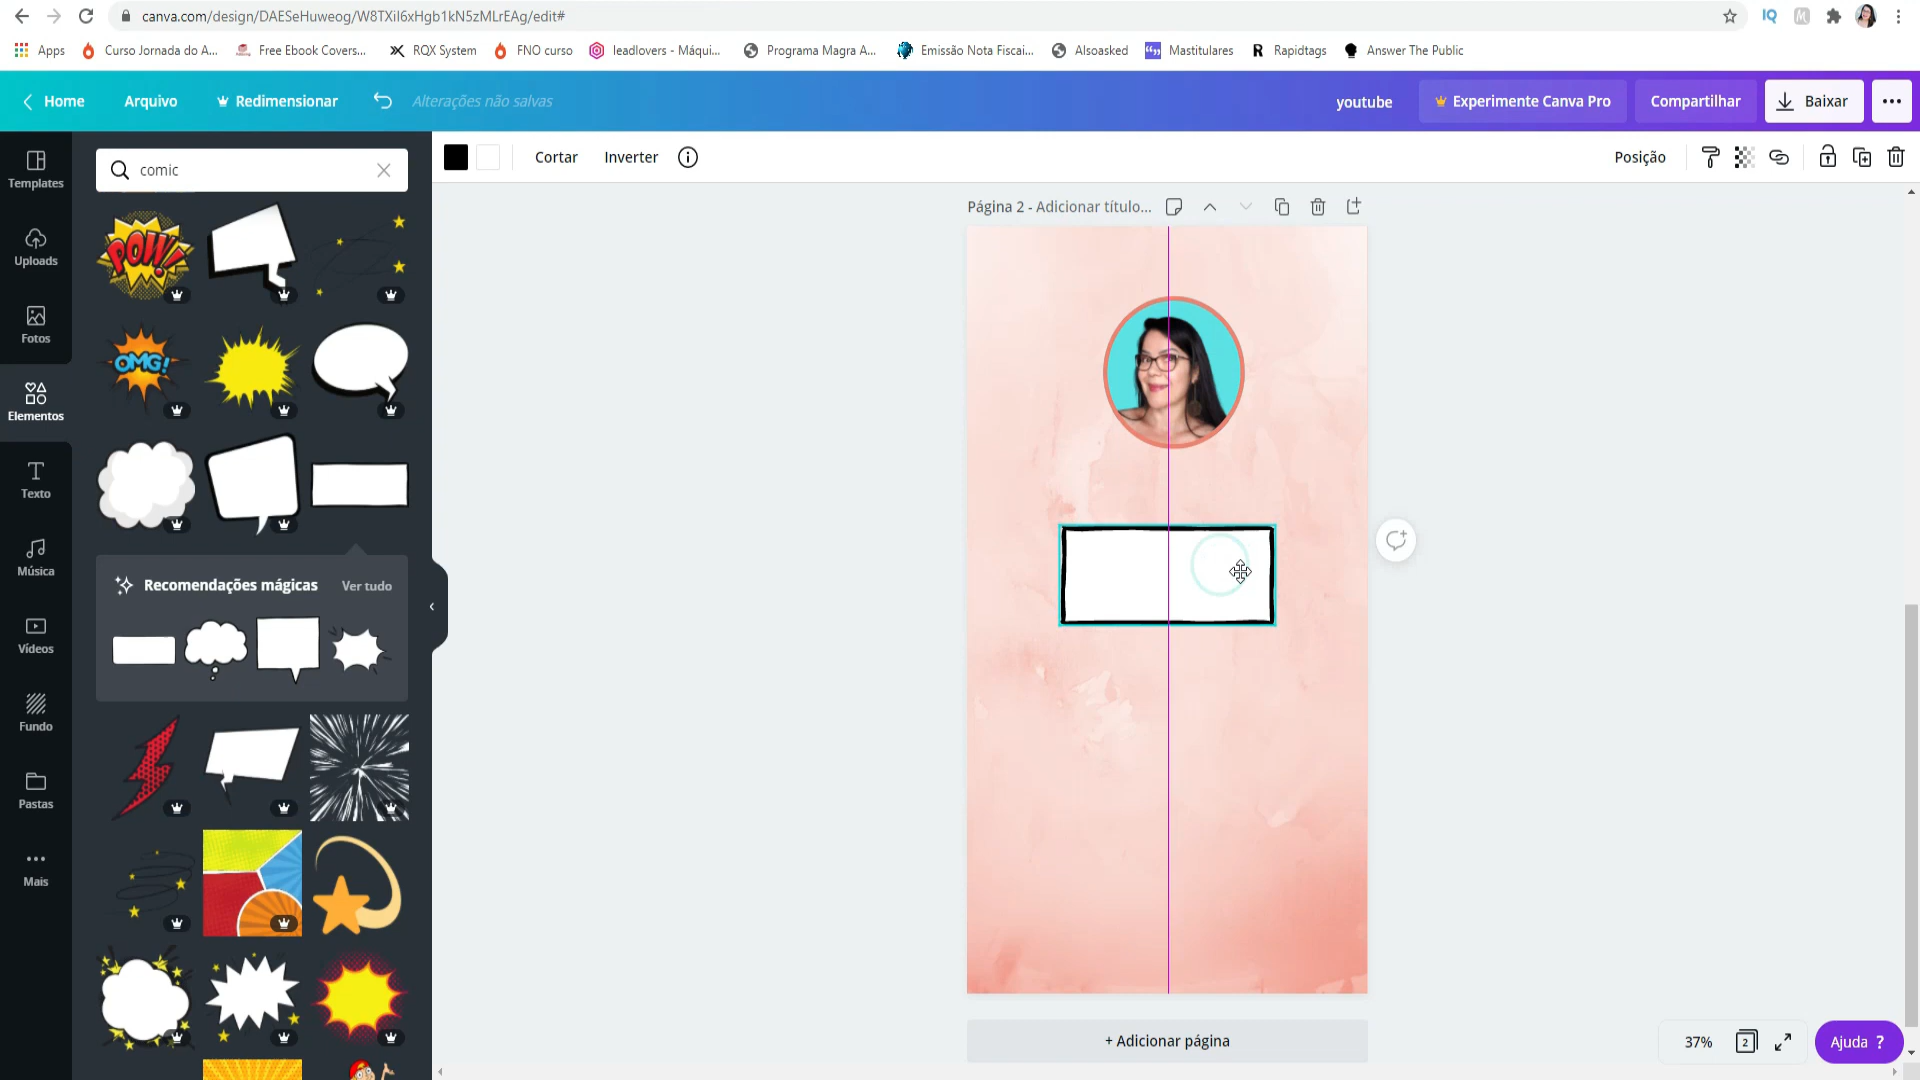 canva.com/design/DAESeHuweog/W8TXiI6xHgb1kN5zMLrEAg/edit#
Apps Curso Jornada do A... Free Ebook Covers... RQX System FNO curso leadlovers - Máqui... Programa Magra A... Emissão Nota Fiscai... Alsoasked Mastitulares Rapidtags Answer The Public
Home Arquivo Redimensionar Alterações não salvas youtube Experimente Canva Pro Compartilhar Baixar
comic
Cortar Inverter Posição
Templates
Uploads
Fotos
Elementos
Texto
Música
Vídeos
Fundo
Pastas
Mais
POW!
OMG!
Recomendações mágicas Ver tudo
Página 2 - Adicionar título...
+ Adicionar página
37% 2 Ajuda ?